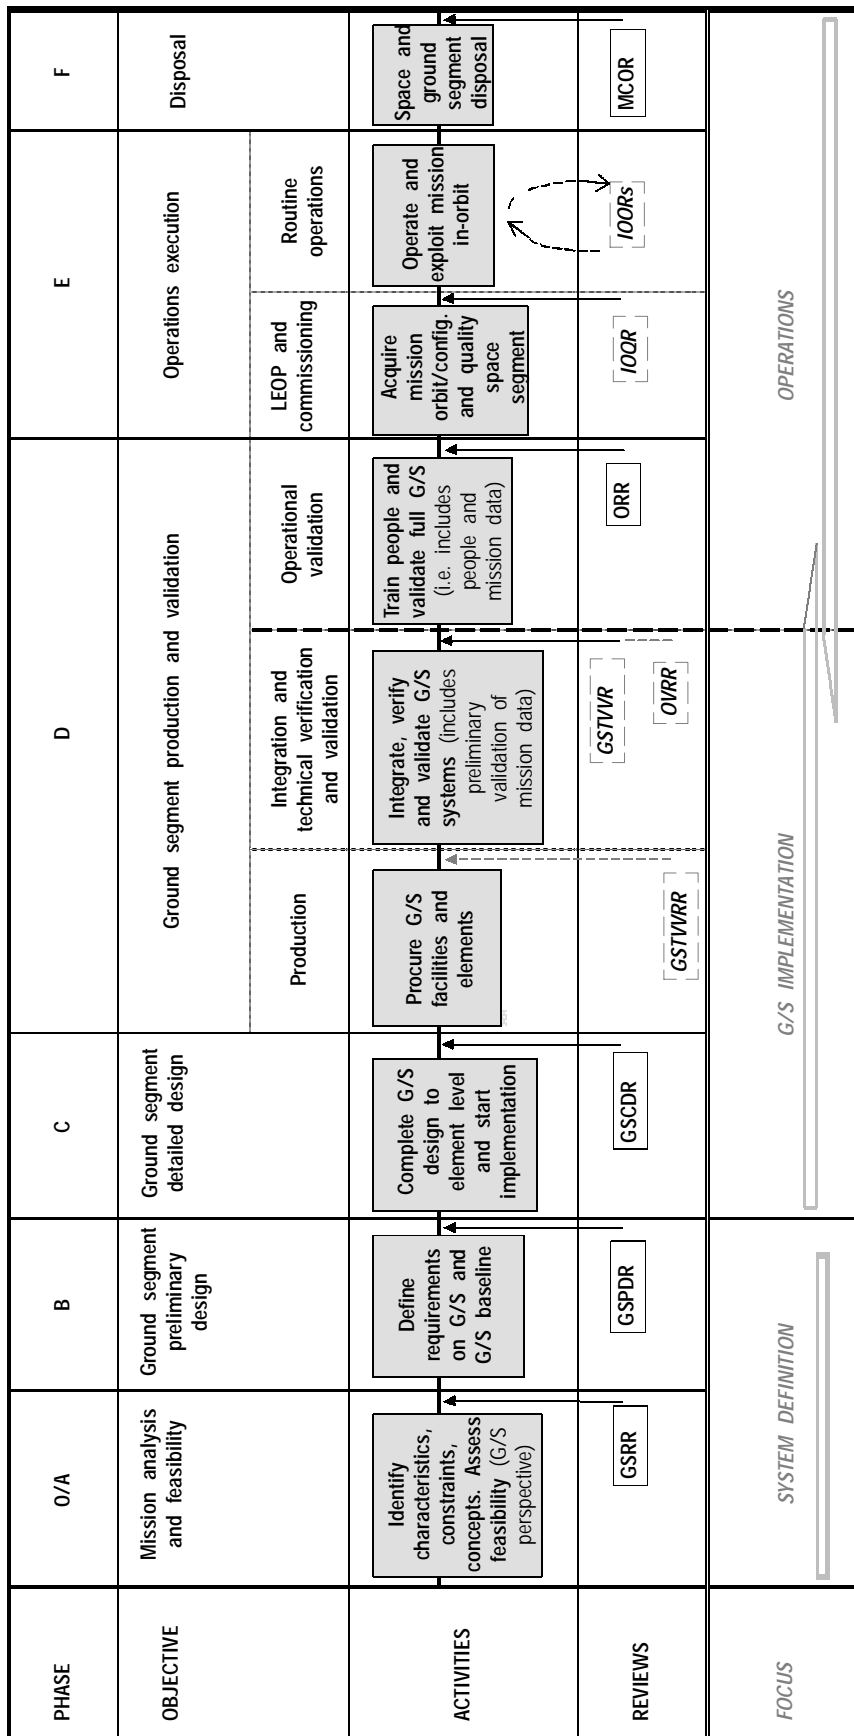 PHASE
O/A
B
C
D
E
F
OBJECTIVE
Mission analysis
and feasibility
Ground segment
preliminary
design
Ground segment
detailed design
Ground segment production and validation
Operations execution
Disposal
Production
Integration and
technical verification
and validation
Operational
validation
LEOP and
commissioning
Routine
operations
ACTIVITIES
Identify
characteristics,
constraints,
concepts. Assess
feasibility (G/S
perspective)
Define
requirements
on G/S and
G/S baseline
Complete G/S
design to
element level
and start
implementation
Procure G/S
facilities and
elements
Integrate, verify
and validate G/S
systems (includes
preliminary
validation of
mission data)
Train people and
validate full G/S
(i.e. includes
people and
mission data)
Acquire
mission
orbit/config.
and quality
space
segment
Operate and
exploit mission
in-orbit
Space and
ground
segment
disposal
REVIEWS
GSRR
GSPDR
GSCDR
GSTVVRR
GSTVVR
OVRR
ORR
IOQR
IOORs
MCOR
FOCUS
SYSTEM DEFINITION
G/S IMPLEMENTATION
OPERATIONS